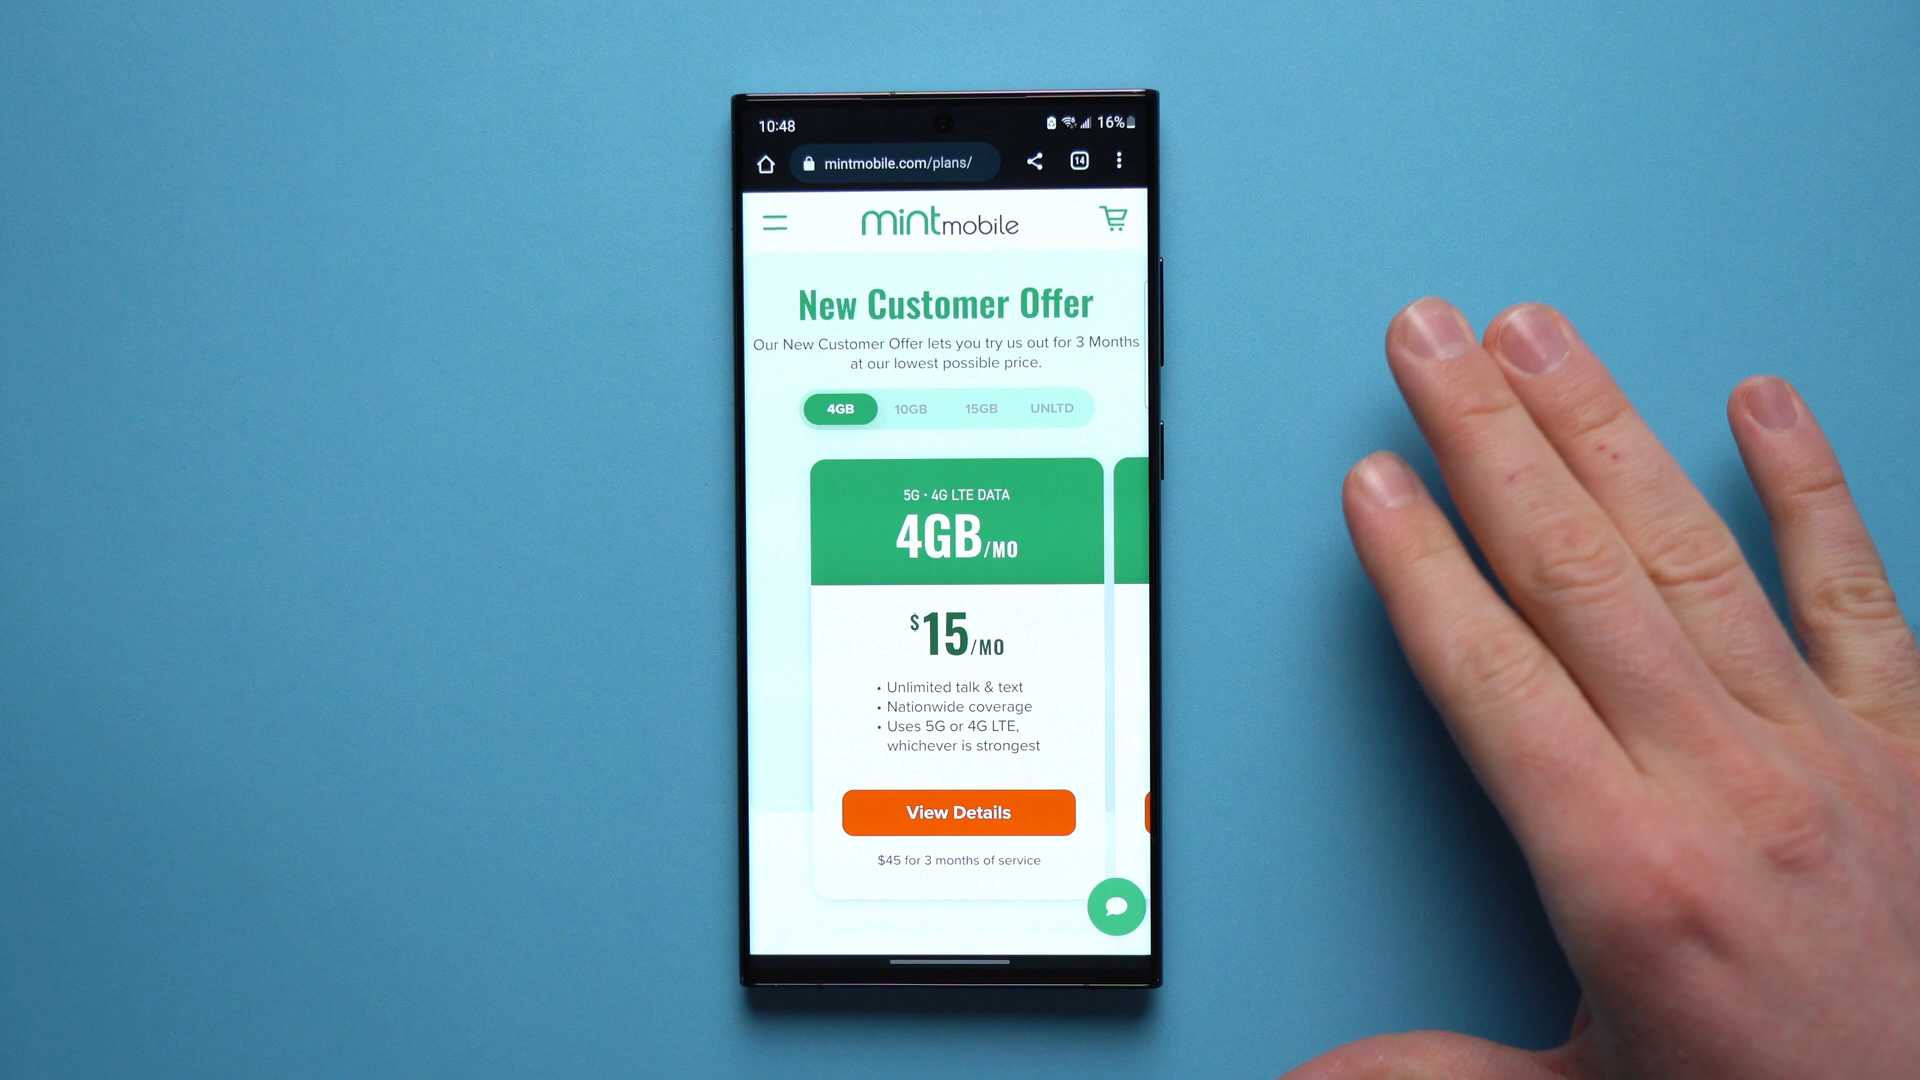 10:48
16%
mintmobile.com/plans/
14
mint mobile
New Customer Offer
Our New Customer Offer lets you try us out for 3 Months
at our lowest possible price.
4GB 10GB 15GB UNLTD
5G • 4G LTE DATA
4GB/MO
$15/MO
• Unlimited talk & text
• Nationwide coverage
• Uses 5G or 4G LTE,
whichever is strongest
View Details
$45 for 3 months of service